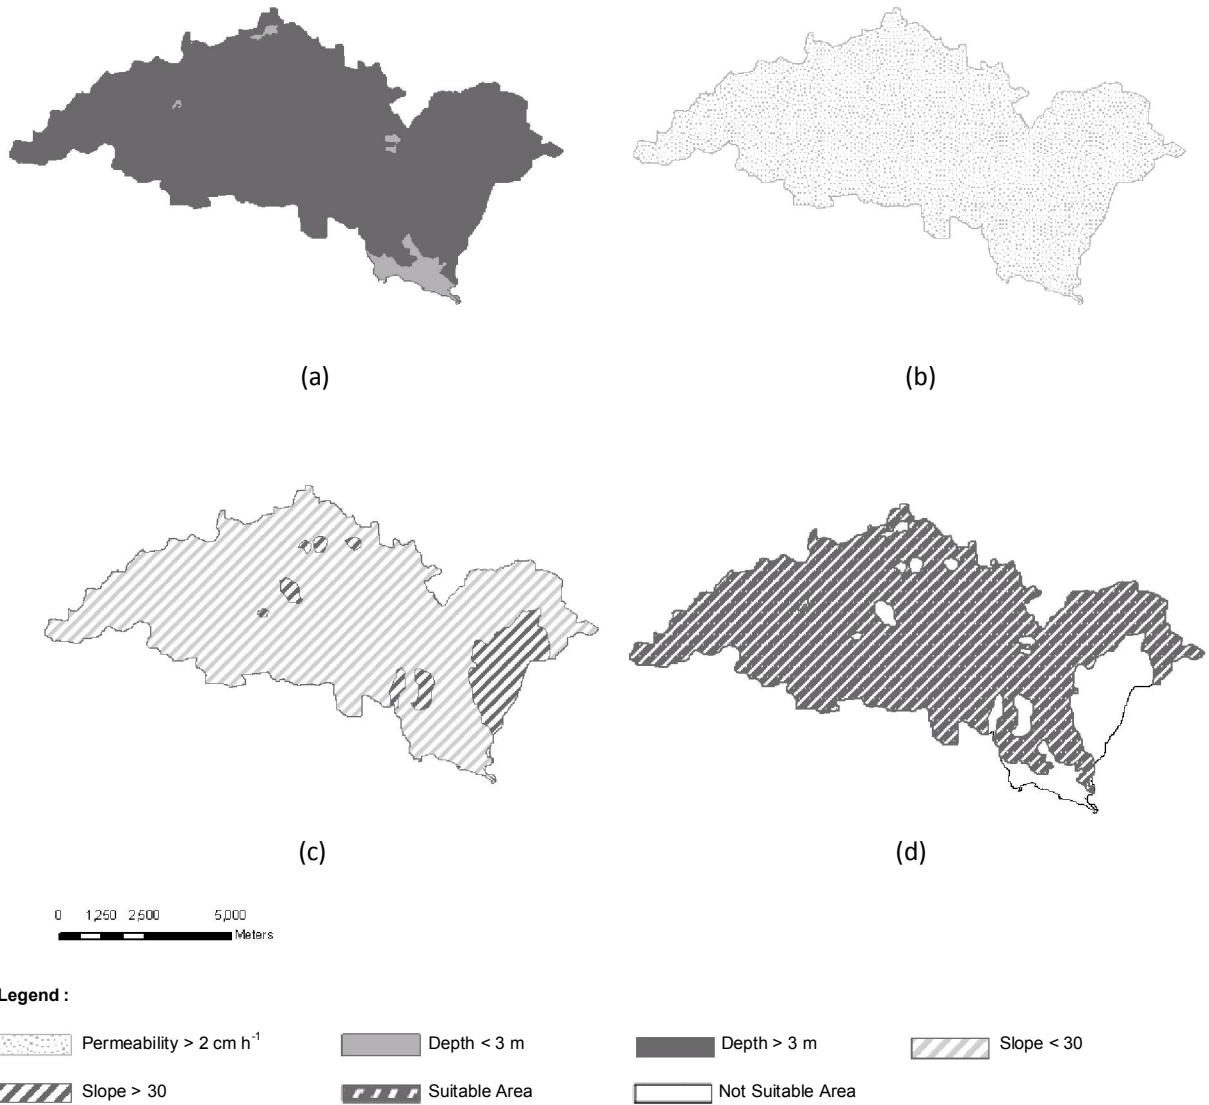 (a)
(b)
(c)
(d)
0 1,250 2,500 5,000
Meters
Legend :
Permeability > 2 cm h-1
Depth < 3 m
Depth > 3 m
Slope < 30
Slope > 30
Suitable Area
Not Suitable Area